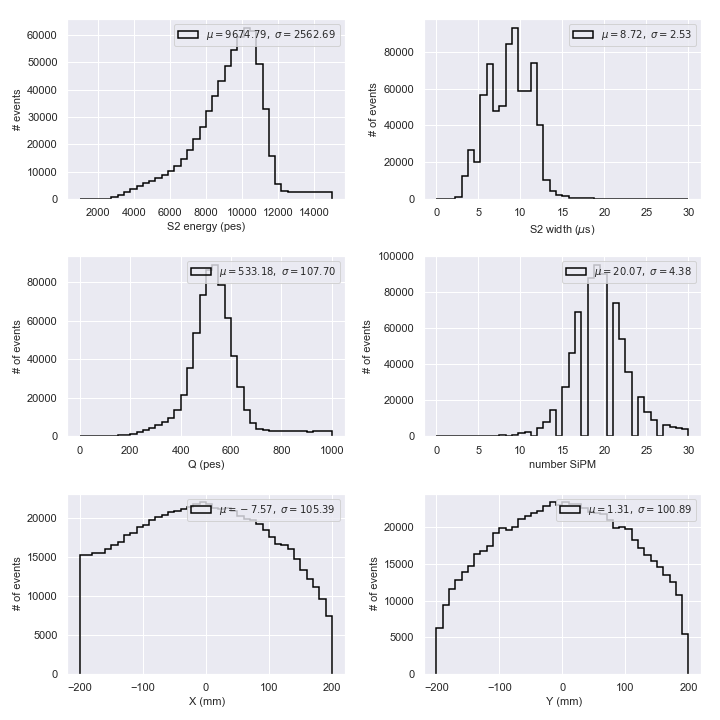 μ = 9674.79, σ = 2562.69
60000
50000
40000
30000
20000
10000
0
# events
2000 4000 6000 8000 10000 12000 14000
S2 energy (pes)
μ = 8.72, σ = 2.53
80000
60000
40000
20000
0
# of events
0 5 10 15 20 25 30
S2 width (μs)
μ = 533.18, σ = 107.70
80000
60000
40000
20000
0
# of events
0 200 400 600 800 1000
Q (pes)
μ = 20.07, σ = 4.38
100000
80000
60000
40000
20000
0
# of events
0 5 10 15 20 25 30
number SiPM
μ = −7.57, σ = 105.39
20000
15000
10000
5000
0
# of events
−200 −100 0 100 200
X (mm)
μ = 1.31, σ = 100.89
20000
15000
10000
5000
0
# of events
−200 −100 0 100 200
Y (mm)